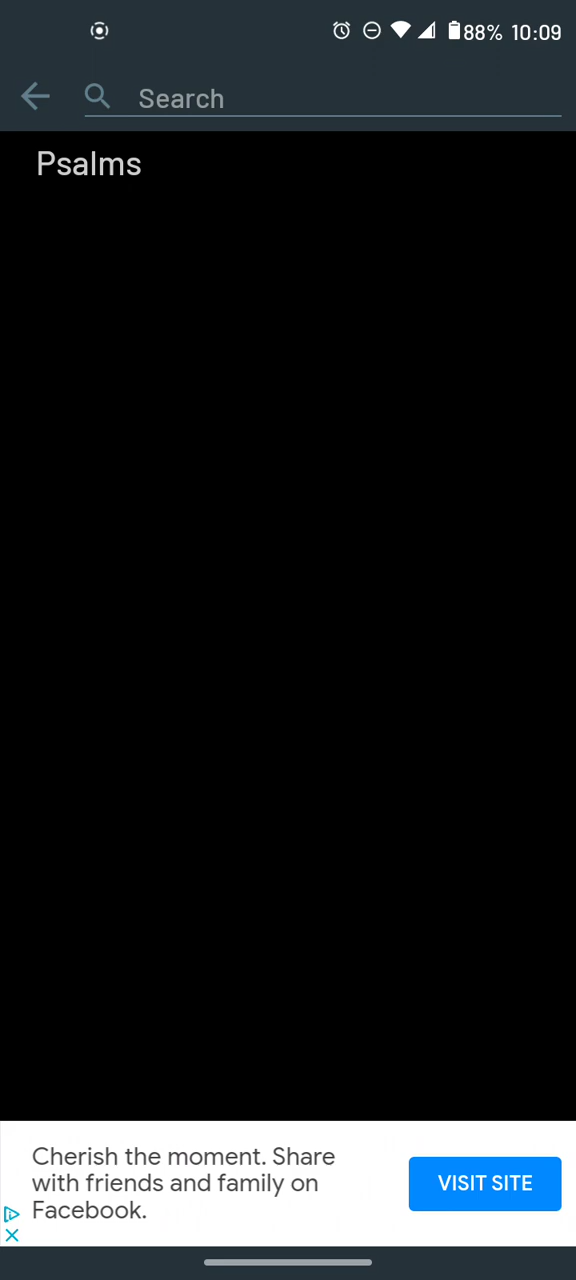 88% 10:09
Search
Psalms
Cherish the moment. Share
with friends and family on
Facebook.
VISIT SITE